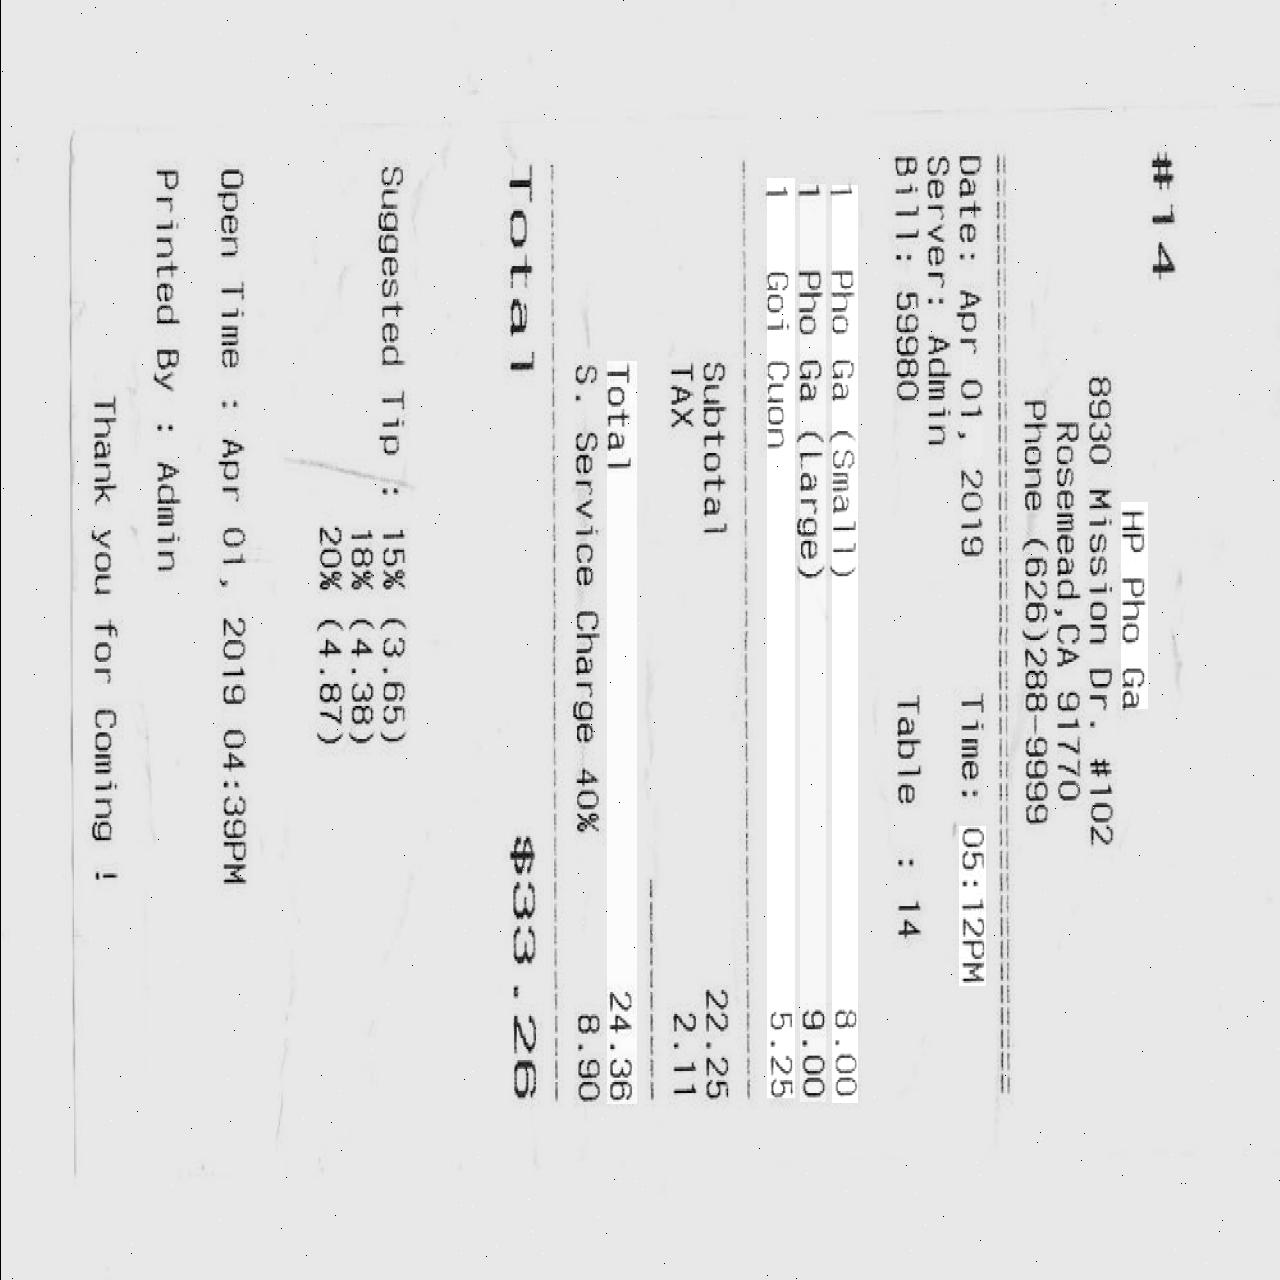 #14
HP Pho Ga
8930 Mission Dr. #102
Rosemead,CA 91770
Phone (626)288-9999
Date: Apr 01, 2019 Time: 05:12PM
Server: Admin
Bill: 59980 Table : 14
1 Pho Ga (Small) 8.00
1 Pho Ga (Large) 9.00
1 Goi Cuon 5.25
Subtotal 22.25
TAX 2.11
Total 24.36
S. Service Charge 40% 8.90
Total $33.26
Suggested Tip : 15% (3.65)
18% (4.38)
20% (4.87)
Open Time : Apr 01, 2019 04:39PM
Printed By : Admin
Thank you for Coming !